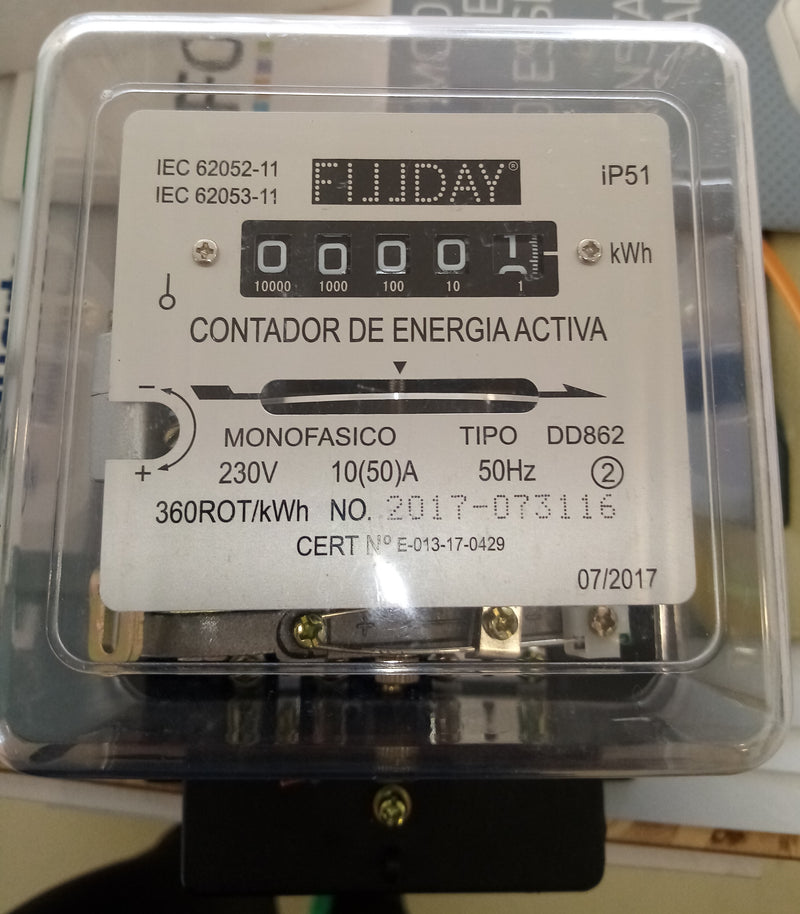 IEC 62052-11
IEC 62053-11
iP51
0 0 0 0 1 kWh
10000 1000 100 10 1
CONTADOR DE ENERGIA ACTIVA
−
+
MONOFASICO TIPO DD862
230V 10(50)A 50Hz ②
360ROT/kWh NO. 2017-073116
CERT Nº E-013-17-0429
07/2017